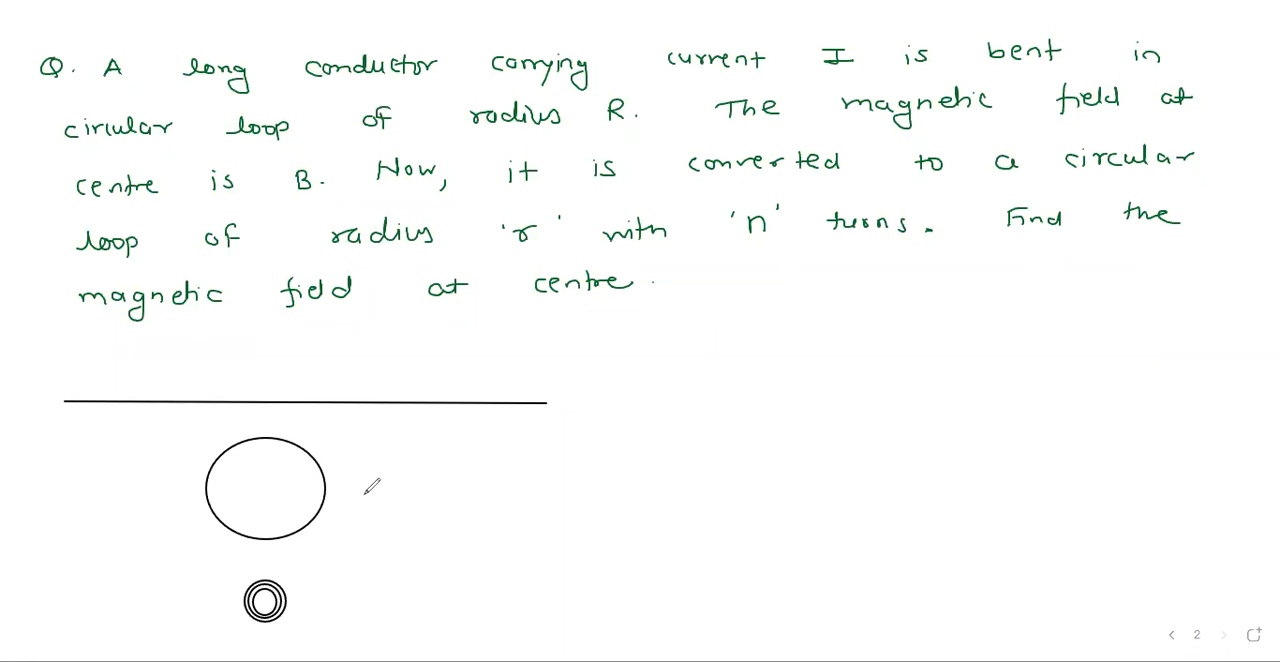 Q. A long conductor carrying current I is bent in
circular loop of radius R. The magnetic field at
centre is B. Now, it is converted to a circular
loop of radius 'r' with 'n' turns. Find the
magnetic field at centre.
2